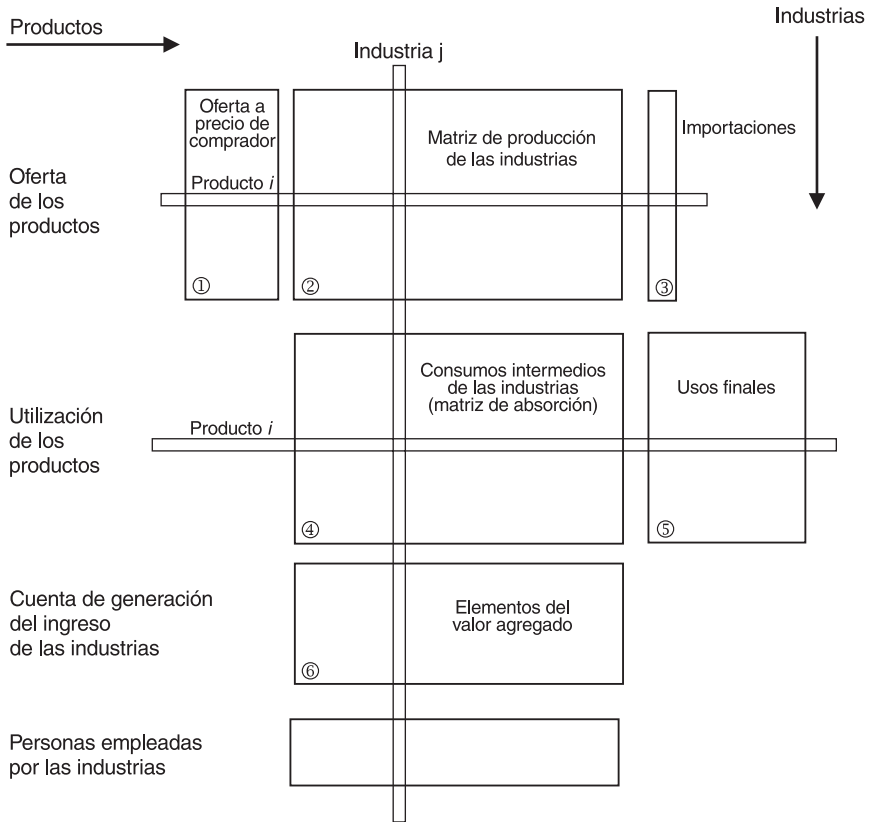 Productos
Industrias
Industria j
Oferta a
precio de
comprador
Matriz de producción
de las industrias
Importaciones
Oferta
de los
productos
Producto i
①
②
③
Consumos intermedios
de las industrias
(matriz de absorción)
Usos finales
Utilización
de los
productos
Producto i
④
⑤
Cuenta de generación
del ingreso
de las industrias
Elementos del
valor agregado
⑥
Personas empleadas
por las industrias